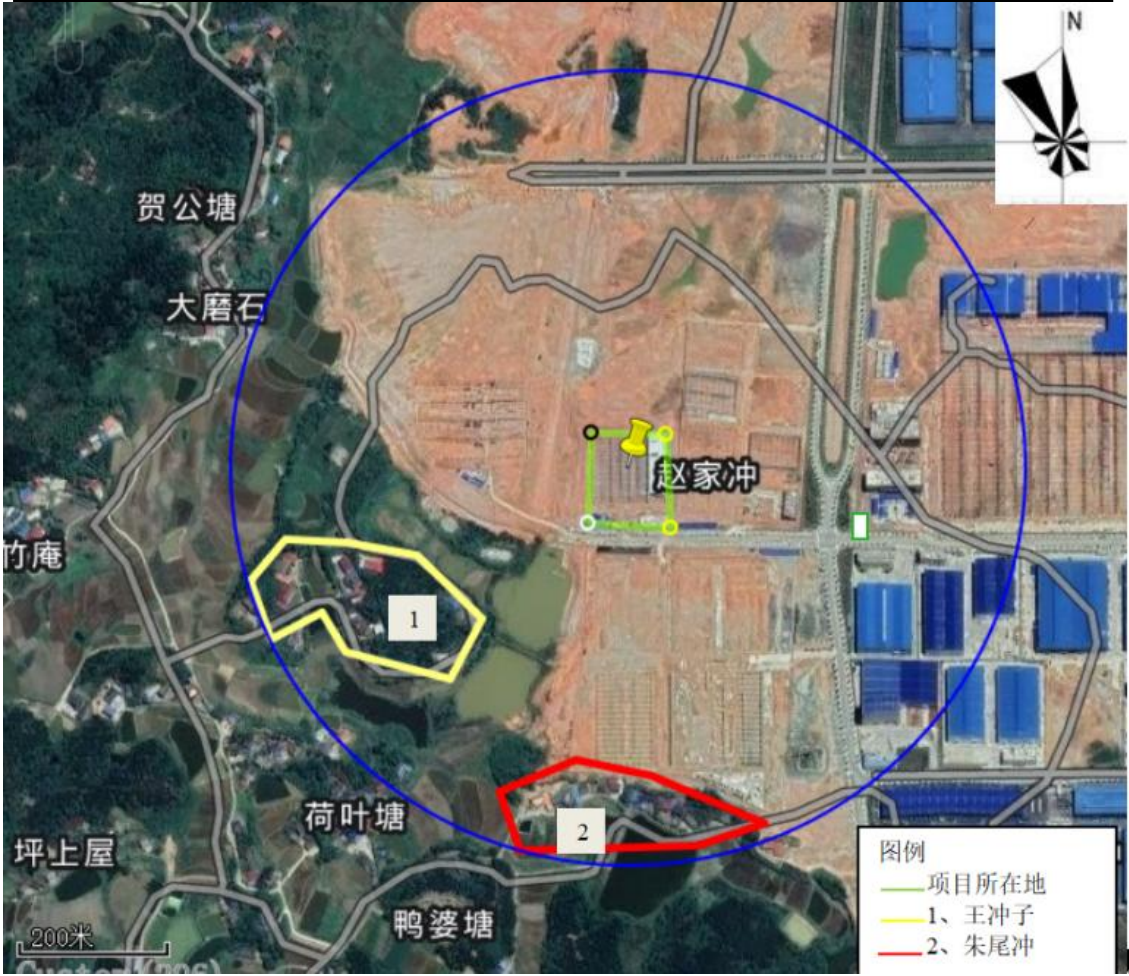 N
贺公塘
大磨石
赵家冲
竹庵
1
荷叶塘
2
坪上屋
鸭婆塘
图例
项目所在地
1、王冲子
2、朱尾冲
200米